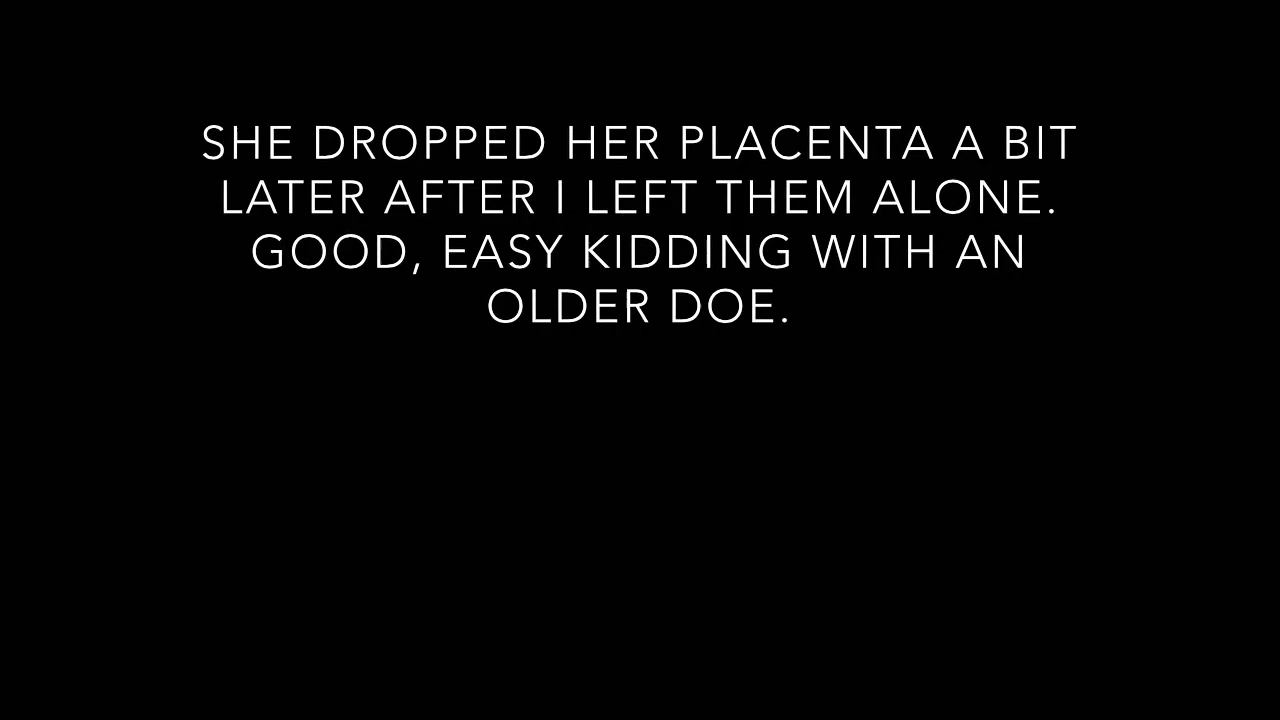 SHE DROPPED HER PLACENTA A BIT
LATER AFTER I LEFT THEM ALONE.
GOOD, EASY KIDDING WITH AN
OLDER DOE.